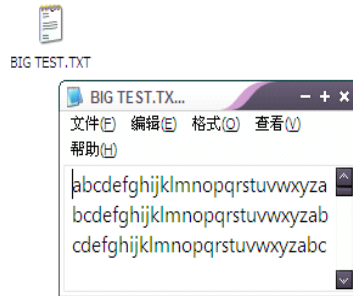 BIG TEST.TXT
BIG TEST.TX...
文件(F) 编辑(E) 格式(O) 查看(V)
帮助(H)
abcdefghijklmnopqrstuvwxyza
bcdefghijklmnopqrstuvwxyzab
cdefghijklmnopqrstuvwxyzabc